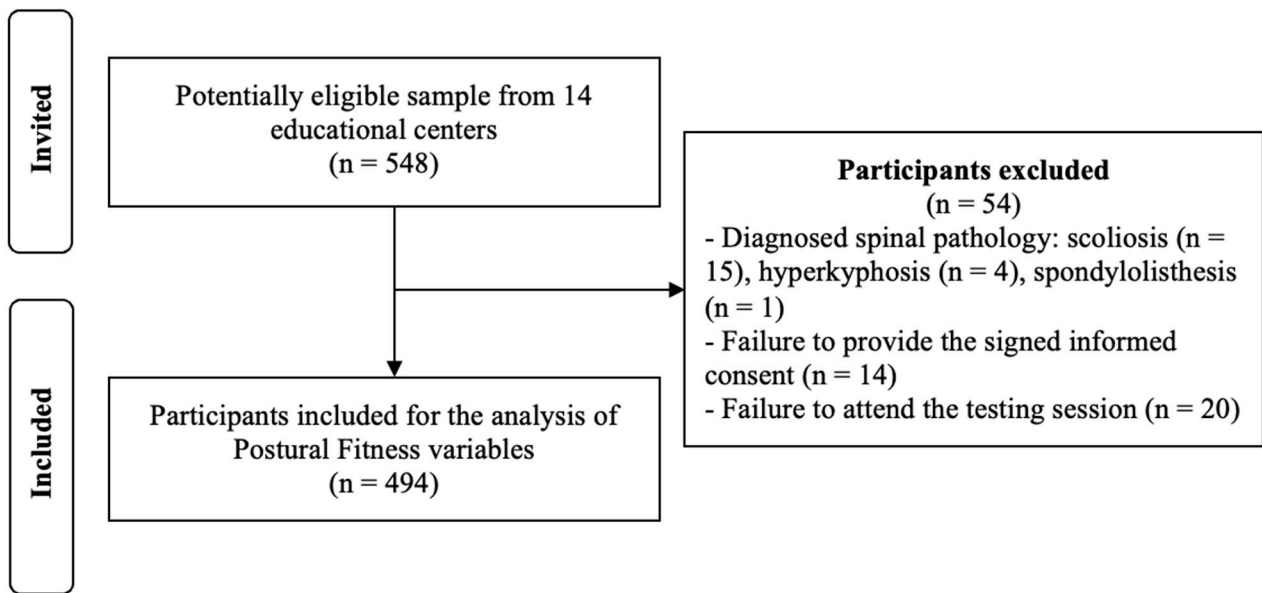 Invited
Potentially eligible sample from 14
educational centers
(n = 548)
Participants excluded
(n = 54)
- Diagnosed spinal pathology: scoliosis (n =
15), hyperkyphosis (n = 4), spondylolisthesis
(n = 1)
- Failure to provide the signed informed
consent (n = 14)
- Failure to attend the testing session (n = 20)
Included
Participants included for the analysis of
Postural Fitness variables
(n = 494)